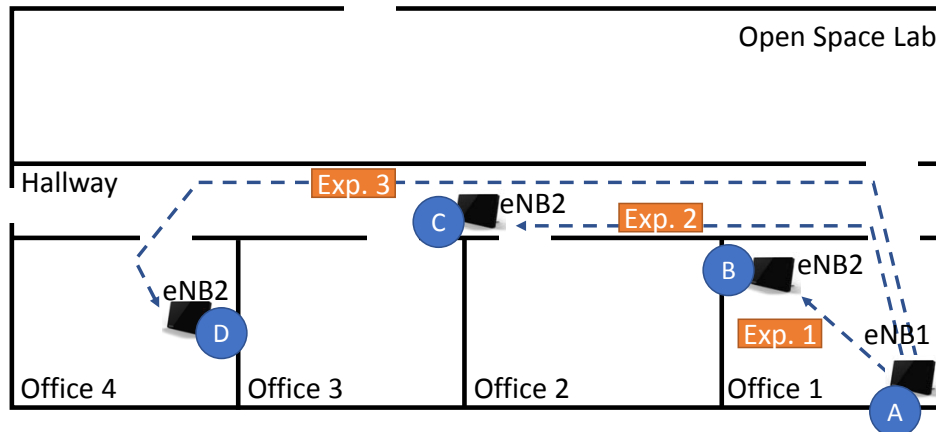 Open Space Lab
Hallway
Exp. 3
C
eNB2
Exp. 2
B
eNB2
eNB2
D
Exp. 1
eNB1
Office 4
Office 3
Office 2
Office 1
A